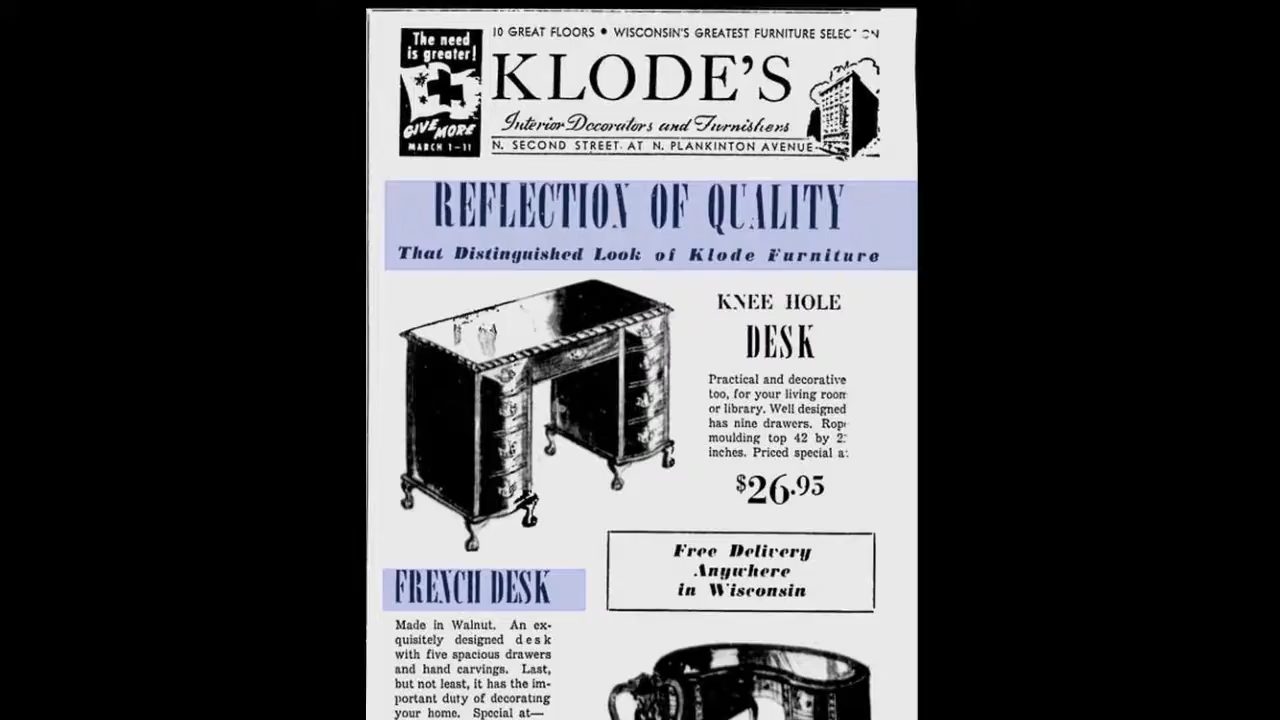 The need
is greater!
GIVE MORE
MARCH 1-11
10 GREAT FLOORS • WISCONSIN'S GREATEST FURNITURE
KLODE'S
Interior Decorators and Furnishers
N. SECOND STREET AT N. PLANKINTON AVENUE
REFLECTION OF QUALITY
That Distinguished Look of Klode Furniture
KNEE HOLE
DESK
Practical and decorative
too, for your living room
or library. Well designed
has nine drawers.
moulding top 42 by
inches. Priced special
$26.95
Free Delivery
Anywhere
in Wisconsin
FRENCH DESK
Made in Walnut. An ex-
quisitely designed desk
with five spacious drawers
and hand carvings. Last,
but not least, it has the im-
portant duty of decorating
your home. Special at—